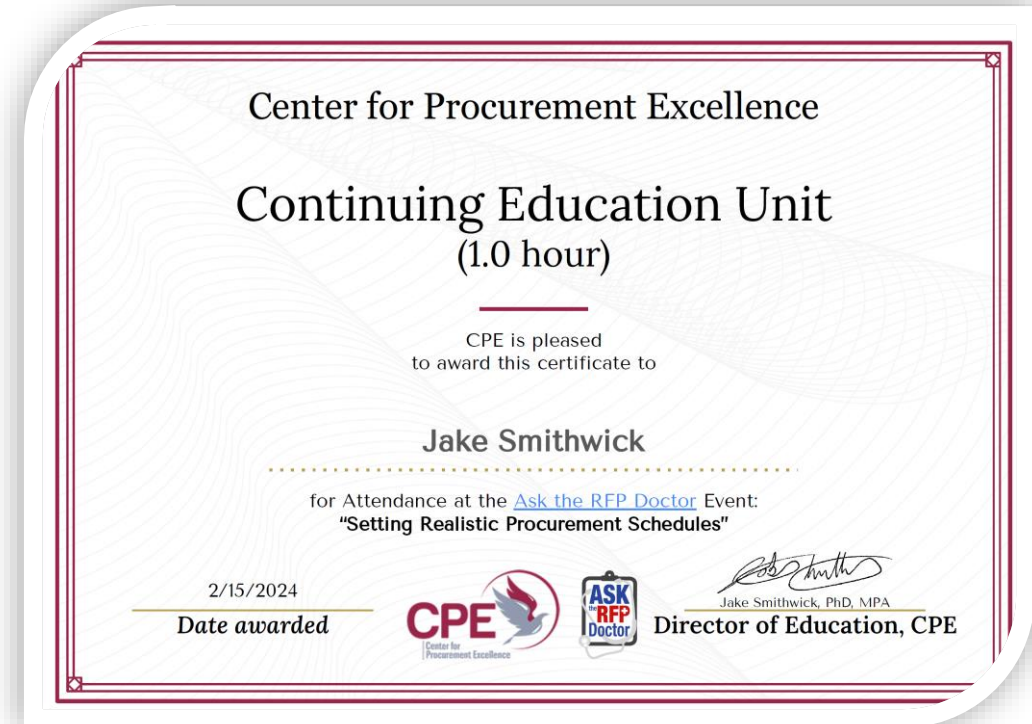 Center for Procurement Excellence
Continuing Education Unit
(1.0 hour)
CPE is pleased
to award this certificate to
Jake Smithwick
for Attendance at the Ask the RFP Doctor Event:
“Setting Realistic Procurement Schedules”
2/15/2024
Date awarded
CPE
Center for
Procurement Excellence
ASK
the RFP
Doctor
Jake Smithwick, PhD, MPA
Director of Education, CPE